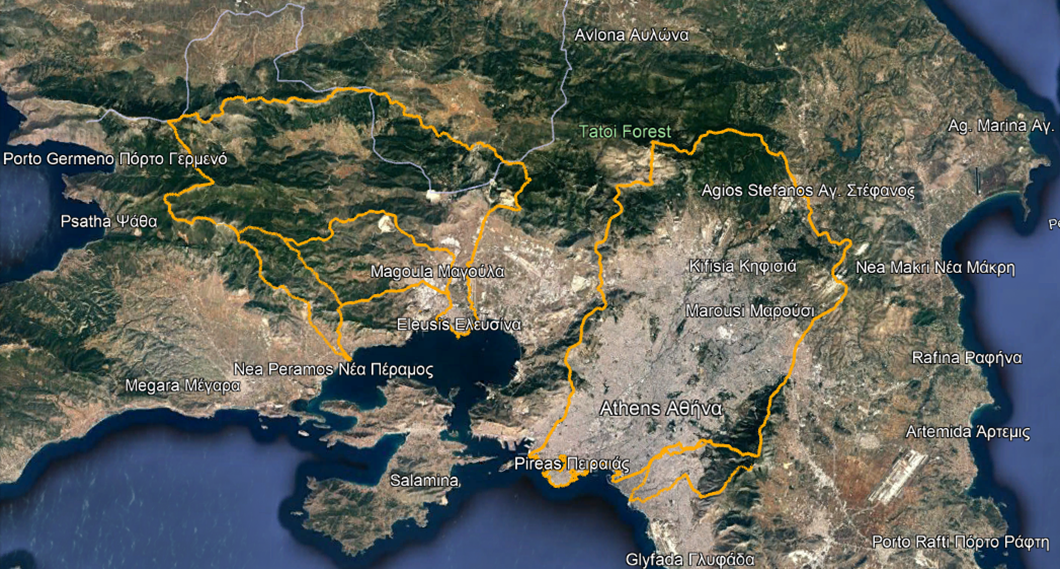 Avlona Αυλώνα
Tatoi Forest
Ag. Marina Αγ.
Porto Germeno Πόρτο Γερμενό
Agios Stefanos Αγ. Στέφανος
Psatha Ψάθα
Magoula Μαγούλα
Kifisia Κηφισιά
Nea Makri Νέα Μάκρη
Marousi Μαρούσι
Eleusis Ελευσίνα
Rafina Ραφήνα
Nea Peramos Νέα Πέραμος
Megara Μέγαρα
Athens Αθήνα
Artemida Άρτεμις
Pireas Πειραιάς
Salamina
Porto Rafti Πόρτο Ράφτη
Glyfada Γλυφάδα